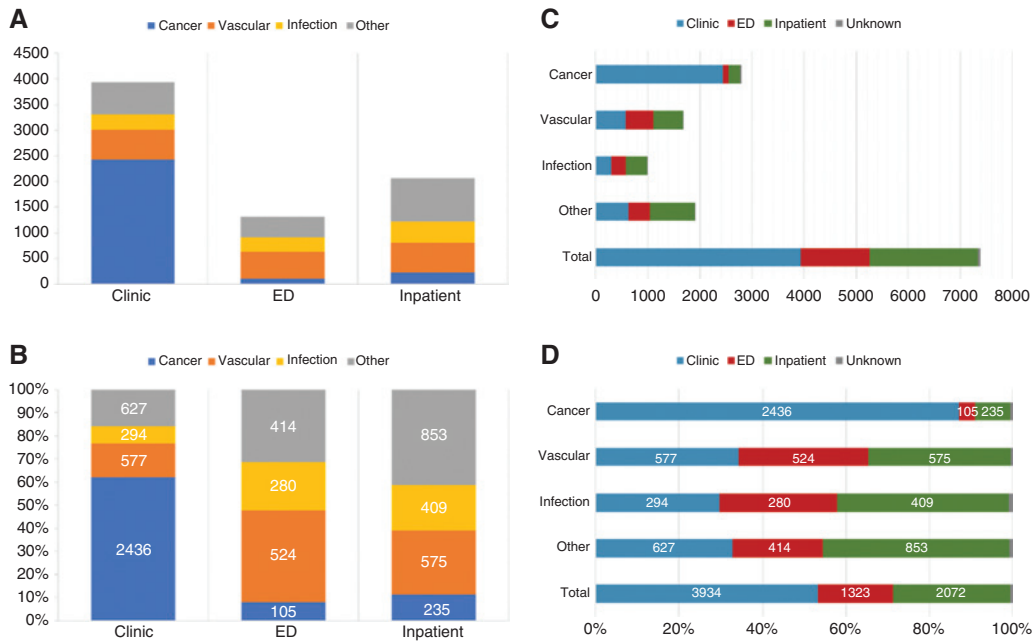 A
Cancer Vascular Infection Other
4500
4000
3500
3000
2500
2000
1500
1000
500
0
Clinic ED Inpatient
B
Cancer Vascular Infection Other
100%
90%
80%
70%
60%
50%
40%
30%
20%
10%
0%
627
294
577
2436
414
280
524
105
853
409
575
235
Clinic ED Inpatient
C
Clinic ED Inpatient Unknown
Cancer
Vascular
Infection
Other
Total
0 1000 2000 3000 4000 5000 6000 7000 8000
D
Clinic ED Inpatient Unknown
Cancer 2436 105 235
Vascular 577 524 575
Infection 294 280 409
Other 627 414 853
Total 3934 1323 2072
0% 20% 40% 60% 80% 100%